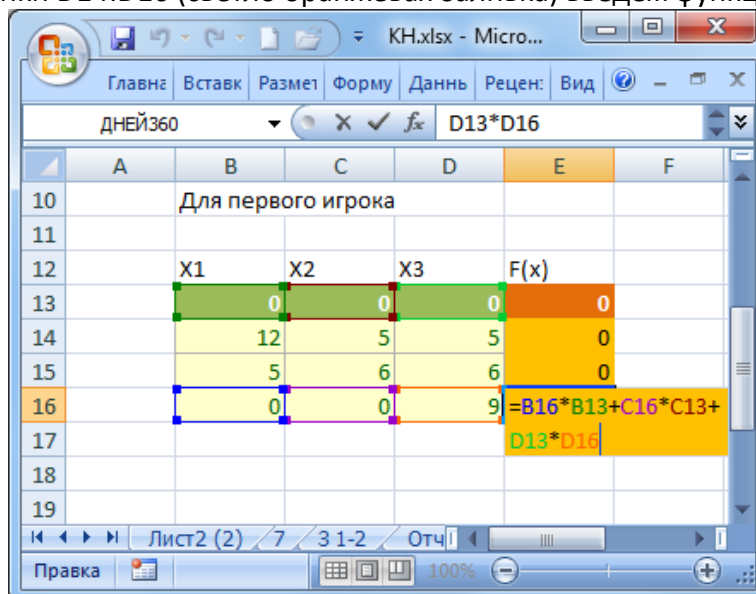 KH.xlsx - Micro...
Главна Вставк Размет Форму Даннь Рецен: Вид
ДНЕЙ360 fx D13*D16
A B C D E F
10 Для первого игрока
11
12 X1 X2 X3 F(x)
13 0 0 0 0
14 12 5 5 0
15 5 6 6 0
16 0 0 9 =B16*B13+C16*C13+
17 D13*D16
18
19
Лист2 (2) 7 3 1-2 Отч
Правка 100%